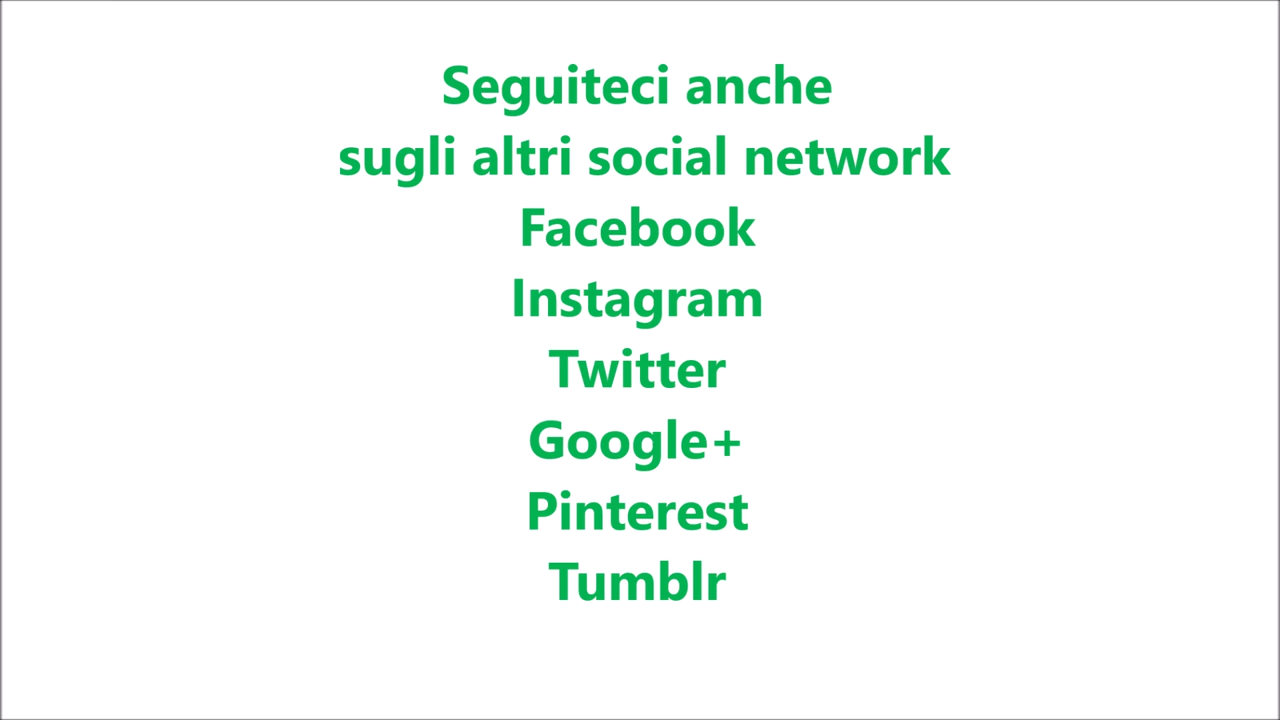 Seguiteci anche
sugli altri social network
Facebook
Instagram
Twitter
Google+
Pinterest
Tumblr